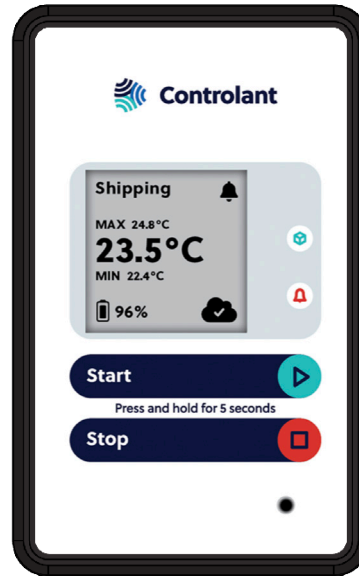 Controlant
Shipping
MAX 24.8°C
23.5°C
MIN 22.4°C
96%
Start
Press and hold for 5 seconds
Stop